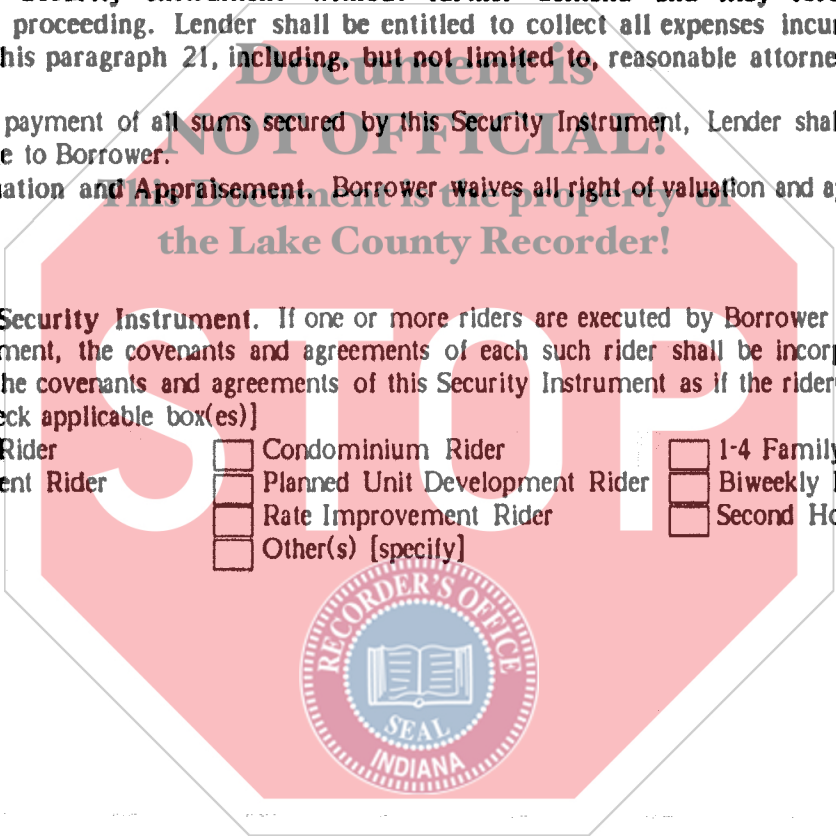 proceeding. Lender shall be entitled to collect all expenses incu
his paragraph 21, including, but not limited to, reasonable attorne
Document is
payment of all sums secured by this Security Instrument, Lender shal
NOT OFFICIAL!
e to Borrower.
ation and Appraisement. Borrower waives all right of valuation and a
This Document is the property of
the Lake County Recorder!
Security Instrument. If one or more riders are executed by Borrower
ment, the covenants and agreements of each such rider shall be incorp
he covenants and agreements of this Security Instrument as if the rider
eck applicable box(es)]
STOP
Rider Condominium Rider 1-4 Family
ent Rider Planned Unit Development Rider Biweekly
Rate Improvement Rider Second Ho
Other(s) [specify]
RECORDER'S OFFICE
SEAL
INDIANA